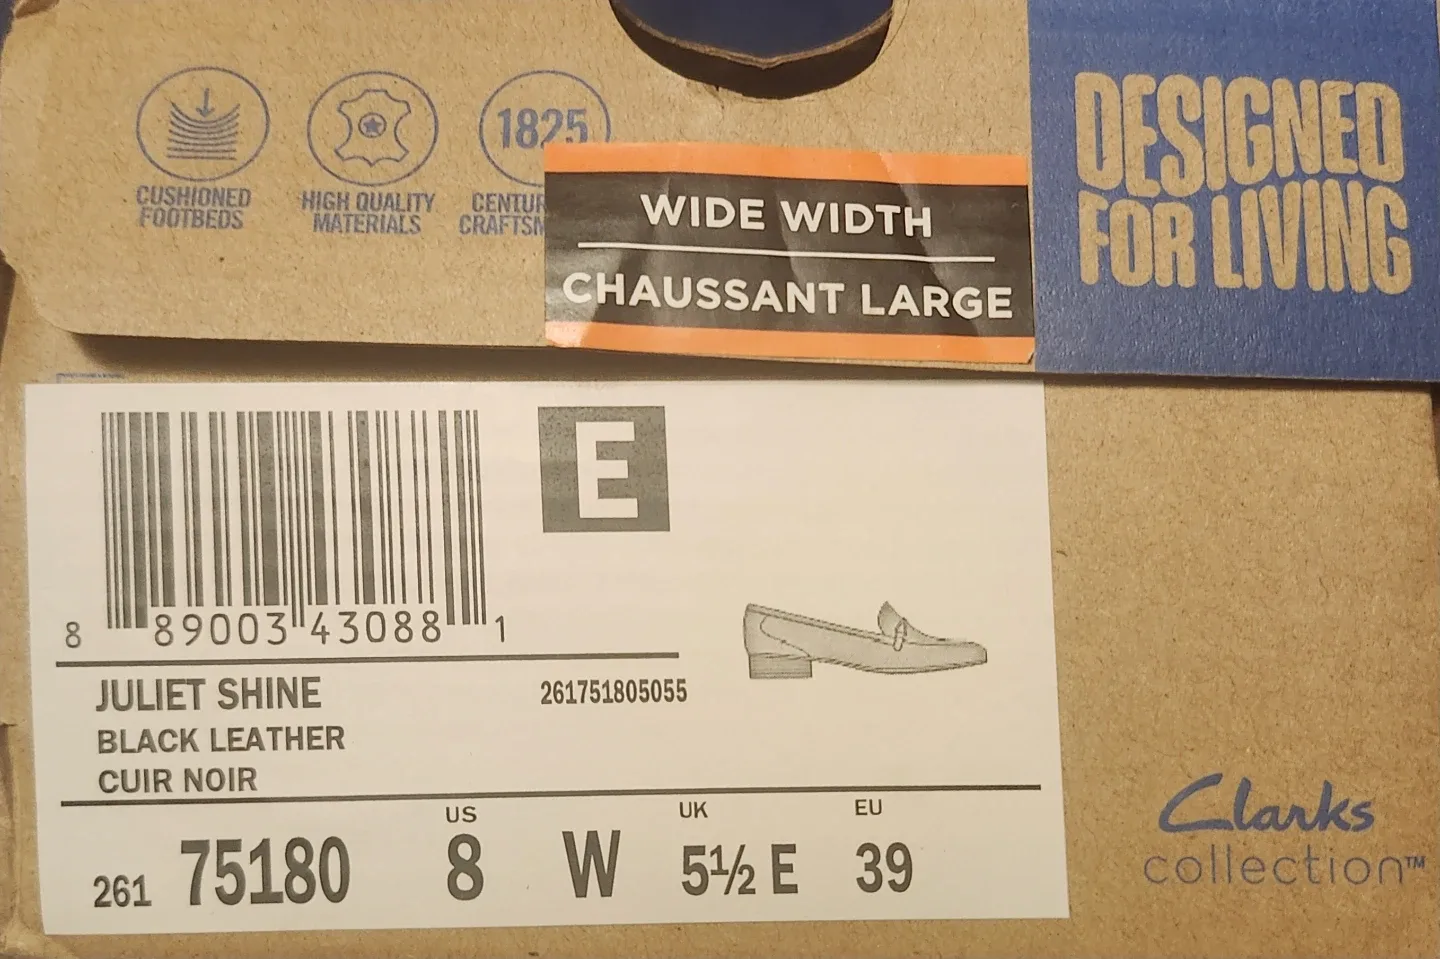 CUSHIONED
FOOTBEDS
HIGH QUALITY
MATERIALS
1825
WIDE WIDTH
CHAUSSANT LARGE
DESIGNED
FOR LIVING
E
8 89003 43088 1
JULIET SHINE
261751805055
BLACK LEATHER
CUIR NOIR
US
UK
EU
261 75180 8 W 5½ E 39
Clarks
collection™